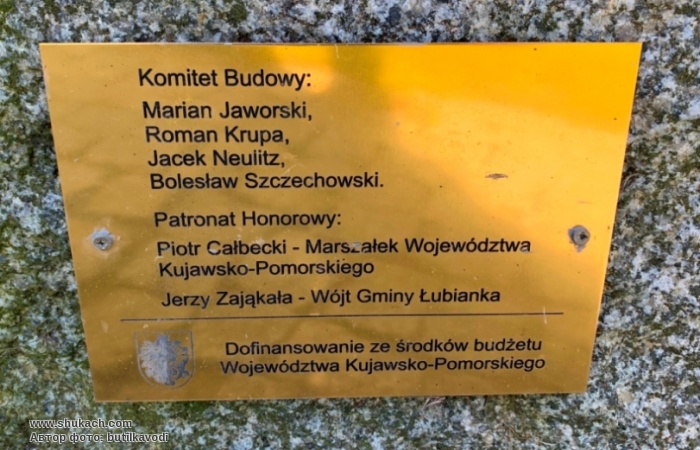 Komitet Budowy:
Marian Jaworski,
Roman Krupa,
Jacek Neulitz,
Bolesław Szczechowski.
Patronat Honorowy:
Piotr Całbecki - Marszałek Województwa
Kujawsko-Pomorskiego
Jerzy Zająkała - Wójt Gminy Łubianka
Dofinansowanie ze środków budżetu
Województwa Kujawsko-Pomorskiego
www.shukach.com
Автор фото: butilkavodi